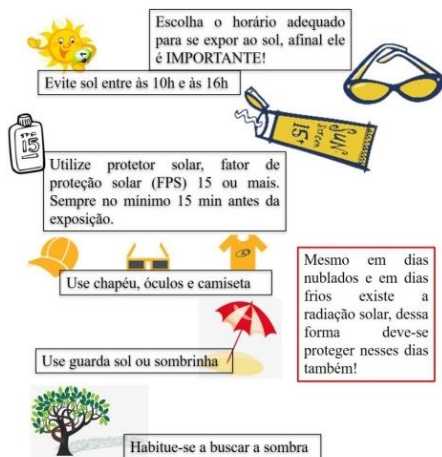 Escolha o horário adequado
para se expor ao sol, afinal ele
é IMPORTANTE!
Evite sol entre às 10h e às 16h
15
SUN
15+
Utilize protetor solar, fator de
proteção solar (FPS) 15 ou mais.
Sempre no mínimo 15 min antes da
exposição.
Use chapéu, óculos e camiseta
Mesmo em dias
nublados e em dias
frios existe a
radiação solar, dessa
forma deve-se
proteger nesses dias
também!
Use guarda sol ou sombrinha
Habitue-se a buscar a sombra